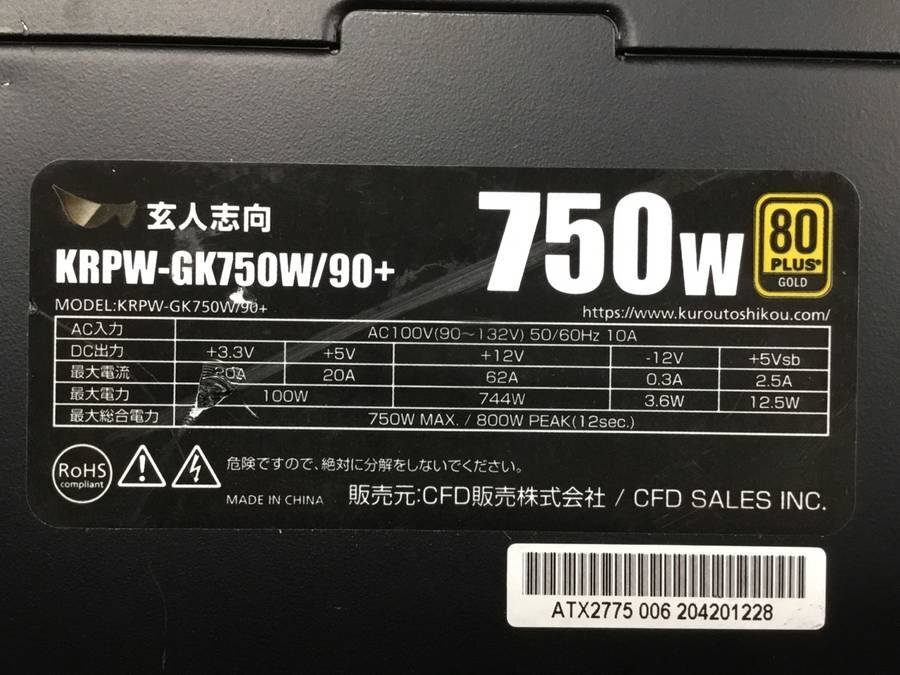 玄人志向
KRPW-GK750W/90+
750W
80 PLUS GOLD
MODEL:KRPW-GK750W/90+
https://www.kuroutoshikou.com/
AC入力 AC100V(90～132V) 50/60Hz 10A
DC出力 +3.3V +5V +12V -12V +5Vsb
最大電流 20A 20A 62A 0.3A 2.5A
最大電力 100W 744W 3.6W 12.5W
最大総合電力 750W MAX. / 800W PEAK(12sec.)
RoHS compliant
危険ですので、絶対に分解をしないでください。
MADE IN CHINA 販売元:CFD販売株式会社 / CFD SALES INC.
ATX2775 006 204201228